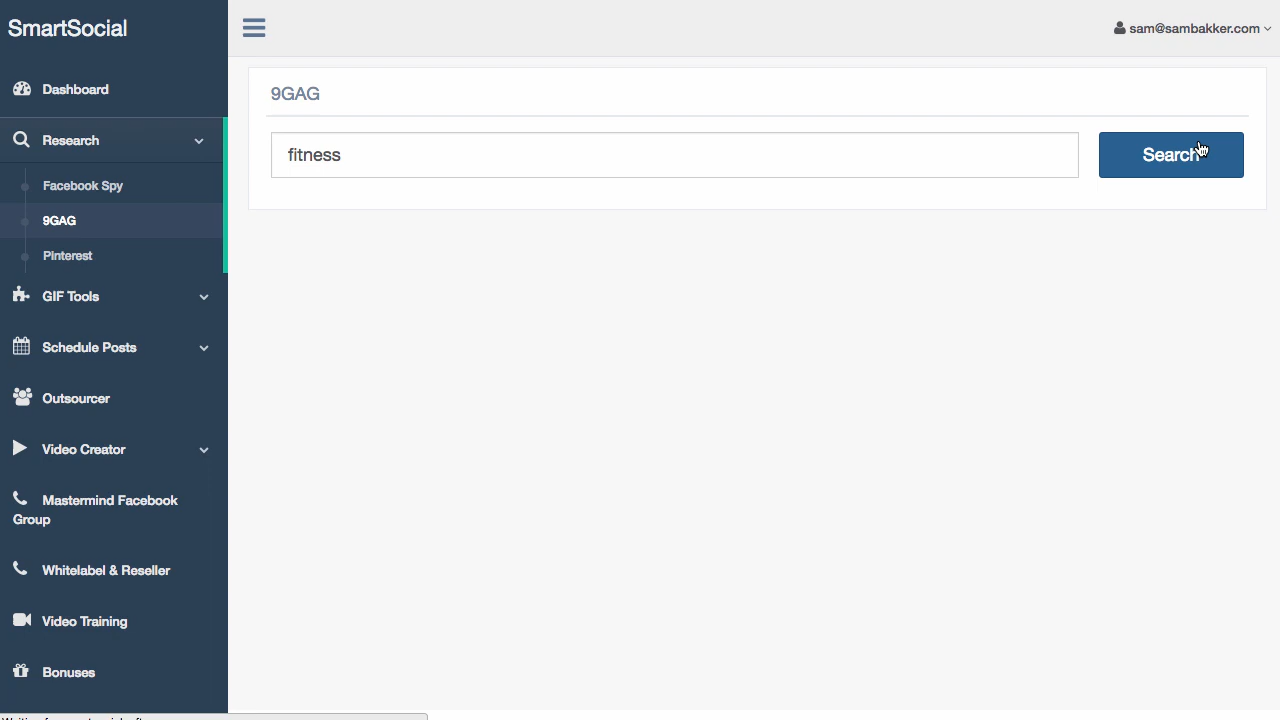 SmartSocial
sam@sambakker.com
Dashboard
Research
Facebook Spy
9GAG
Pinterest
GIF Tools
Schedule Posts
Outsourcer
Video Creator
Mastermind Facebook
Group
Whitelabel & Reseller
Video Training
Bonuses
9GAG
fitness
Search